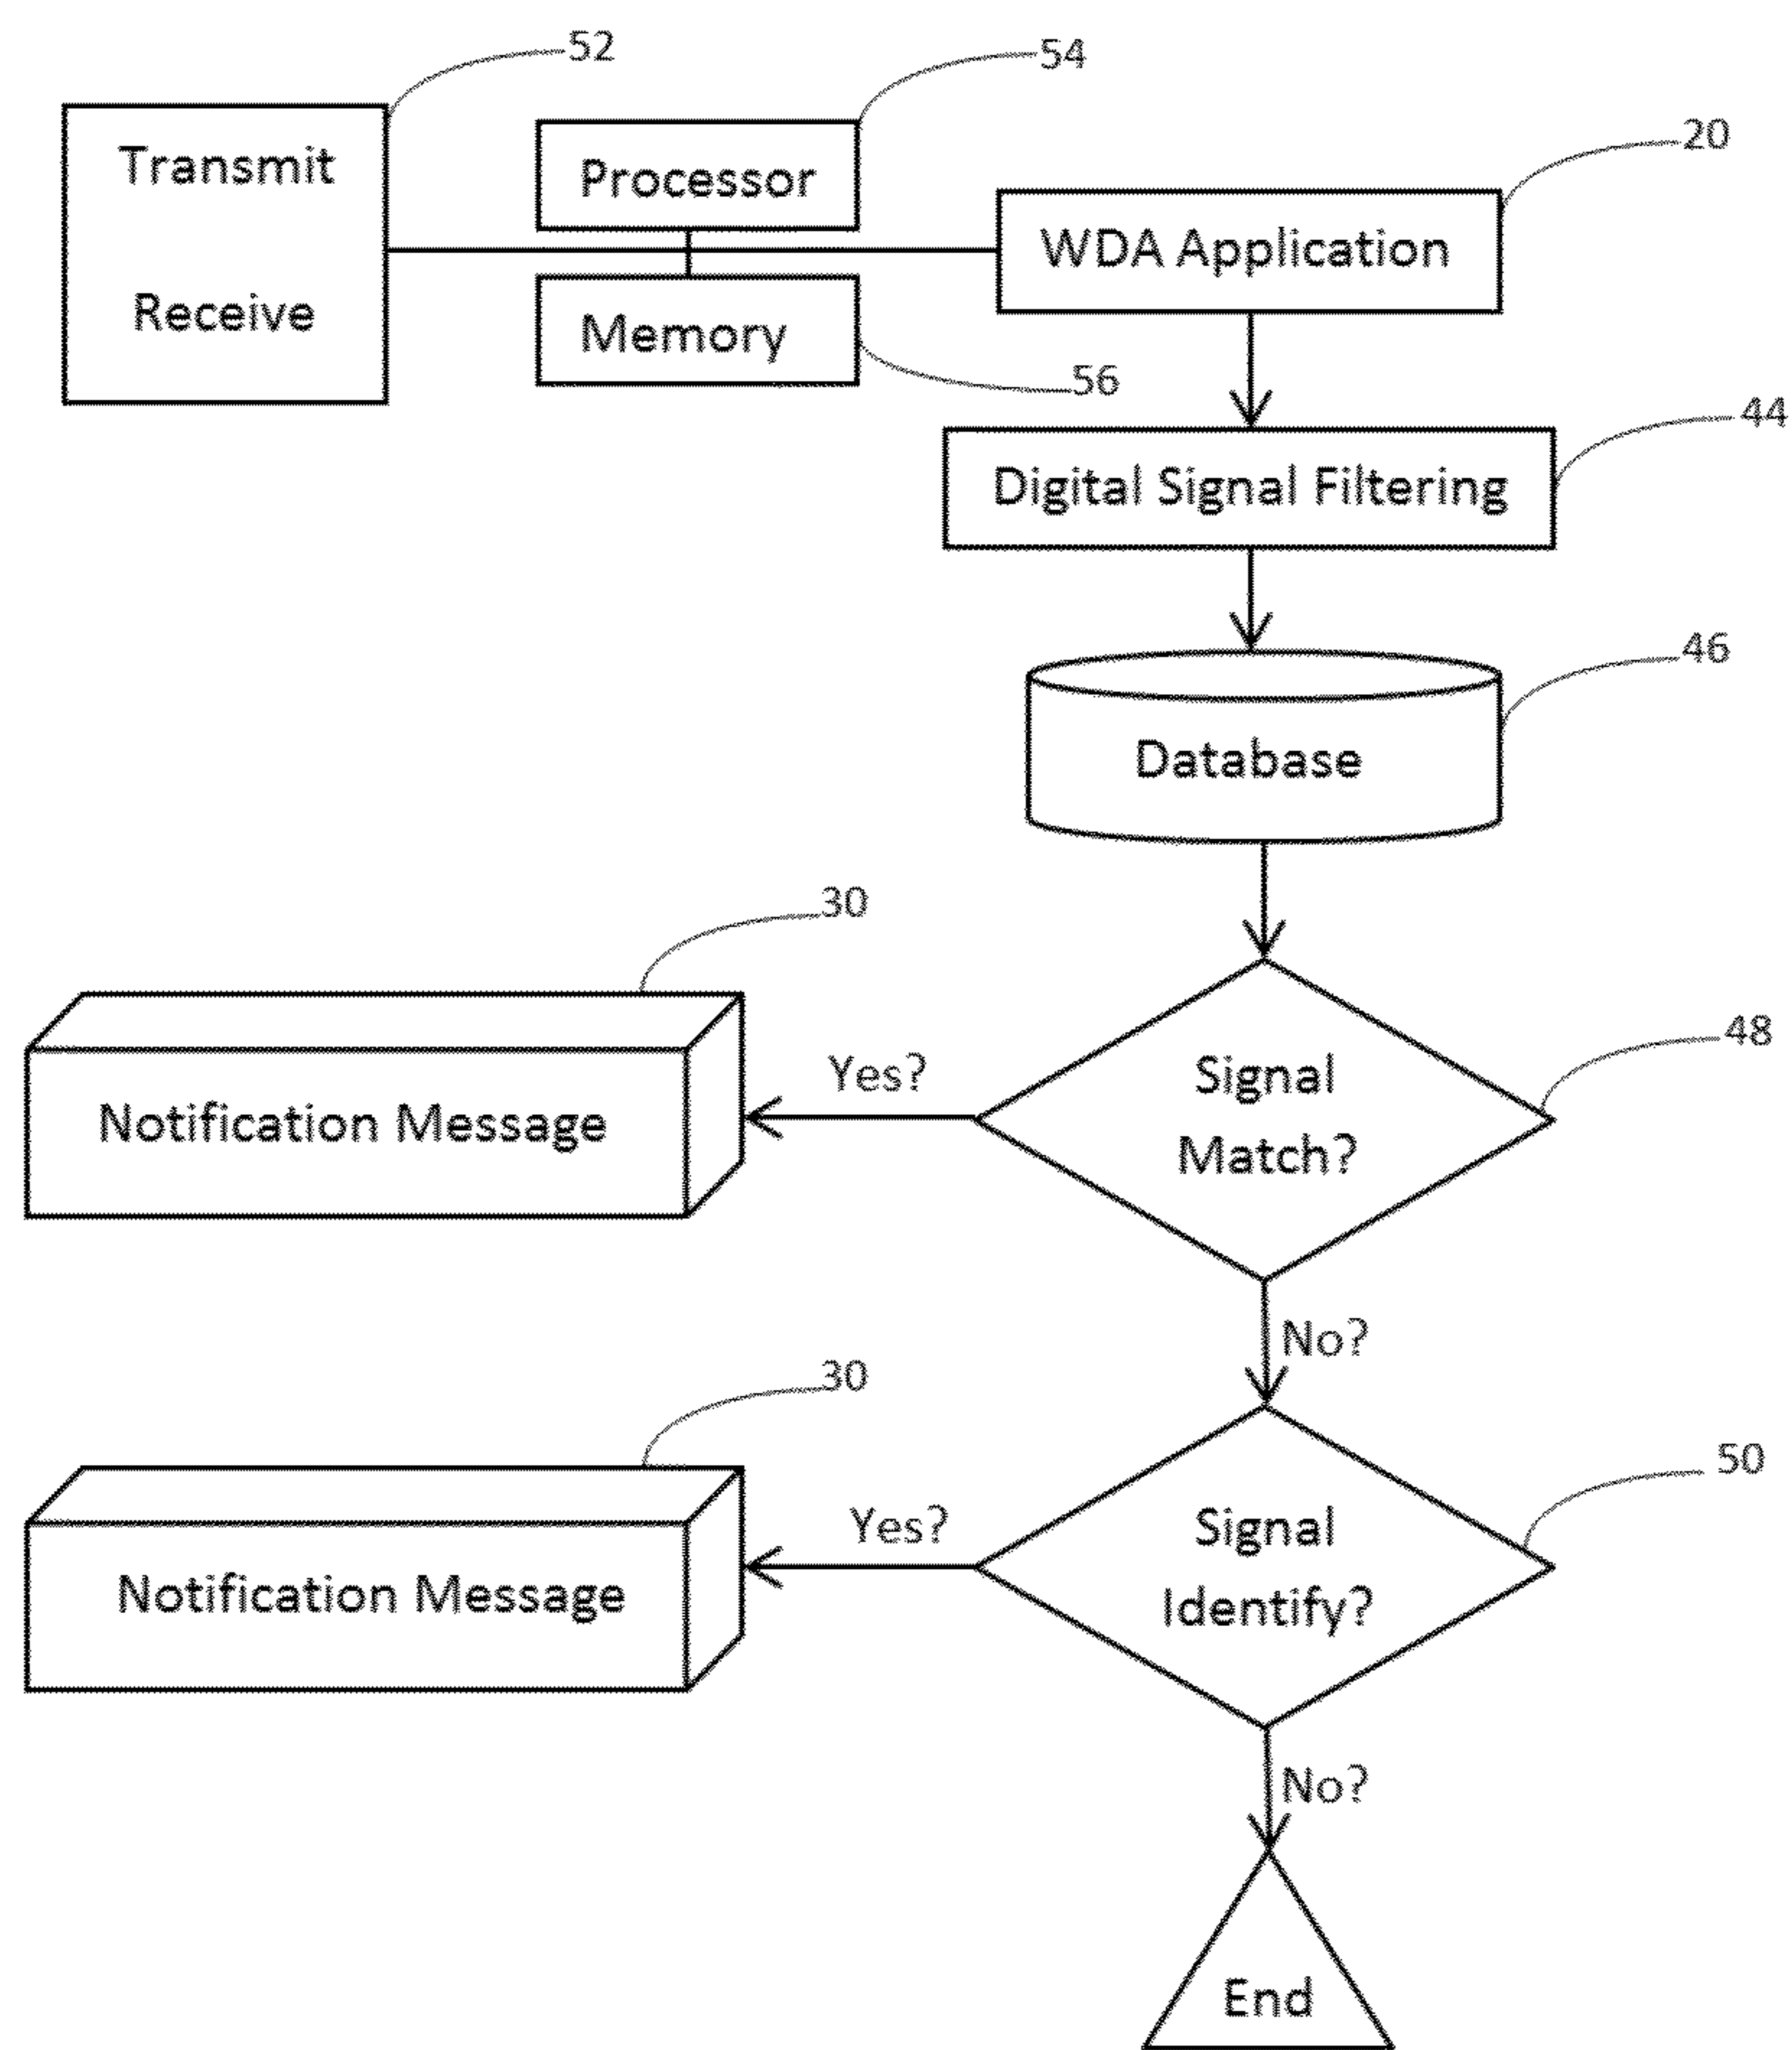 52
54
20
Transmit
Receive
Processor
WDA Application
Memory
56
44
Digital Signal Filtering
46
Database
30
48
Notification Message
Yes?
Signal
Match?
No?
30
50
Notification Message
Yes?
Signal
Identify?
No?
End